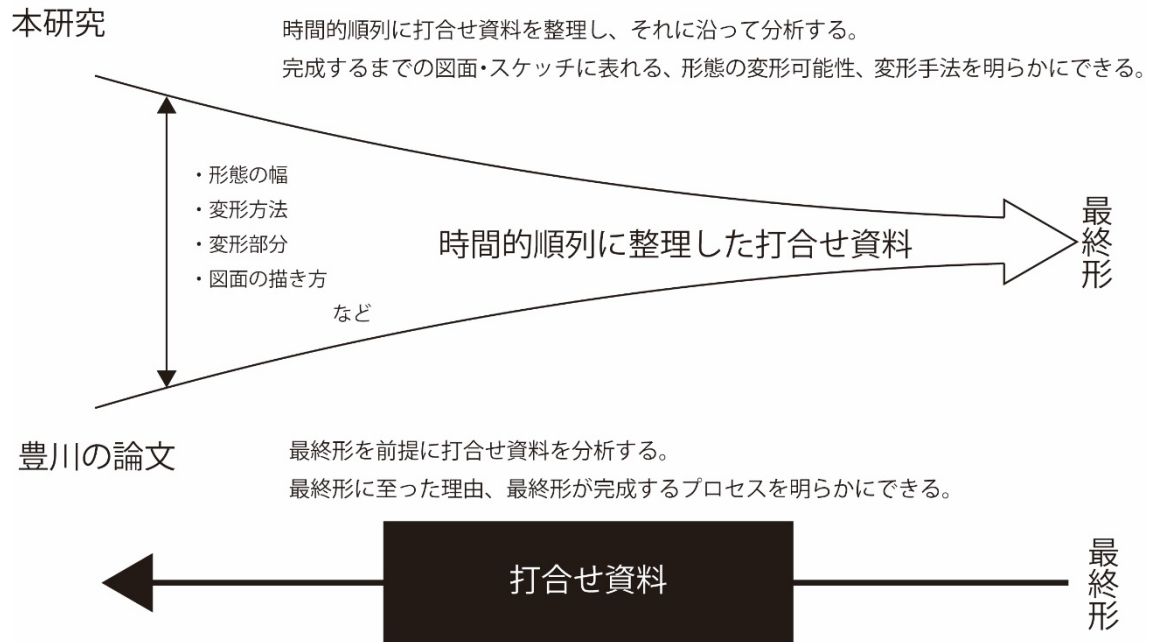 本研究
時間的順列に打合せ資料を整理し、それに沿って分析する。
完成するまでの図面・スケッチに表れる、形態の変形可能性、変形手法を明らかにできる。
・形態の幅
・変形方法
・変形部分
・図面の描き方
など
時間的順列に整理した打合せ資料
最終形
豊川の論文
最終形を前提に打合せ資料を分析する。
最終形に至った理由、最終形が完成するプロセスを明らかにできる。
打合せ資料
最終形